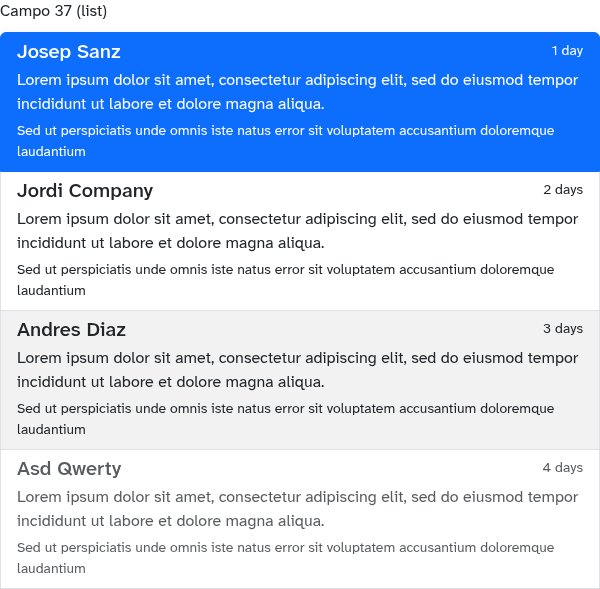 Campo 37 (list)
Josep Sanz 1 day
Lorem ipsum dolor sit amet, consectetur adipiscing elit, sed do eiusmod tempor
incididunt ut labore et dolore magna aliqua.
Sed ut perspiciatis unde omnis iste natus error sit voluptatem accusantium doloremque
laudantium
Jordi Company 2 days
Lorem ipsum dolor sit amet, consectetur adipiscing elit, sed do eiusmod tempor
incididunt ut labore et dolore magna aliqua.
Sed ut perspiciatis unde omnis iste natus error sit voluptatem accusantium doloremque
laudantium
Andres Diaz 3 days
Lorem ipsum dolor sit amet, consectetur adipiscing elit, sed do eiusmod tempor
incididunt ut labore et dolore magna aliqua.
Sed ut perspiciatis unde omnis iste natus error sit voluptatem accusantium doloremque
laudantium
Asd Qwerty 4 days
Lorem ipsum dolor sit amet, consectetur adipiscing elit, sed do eiusmod tempor
incididunt ut labore et dolore magna aliqua.
Sed ut perspiciatis unde omnis iste natus error sit voluptatem accusantium doloremque
laudantium